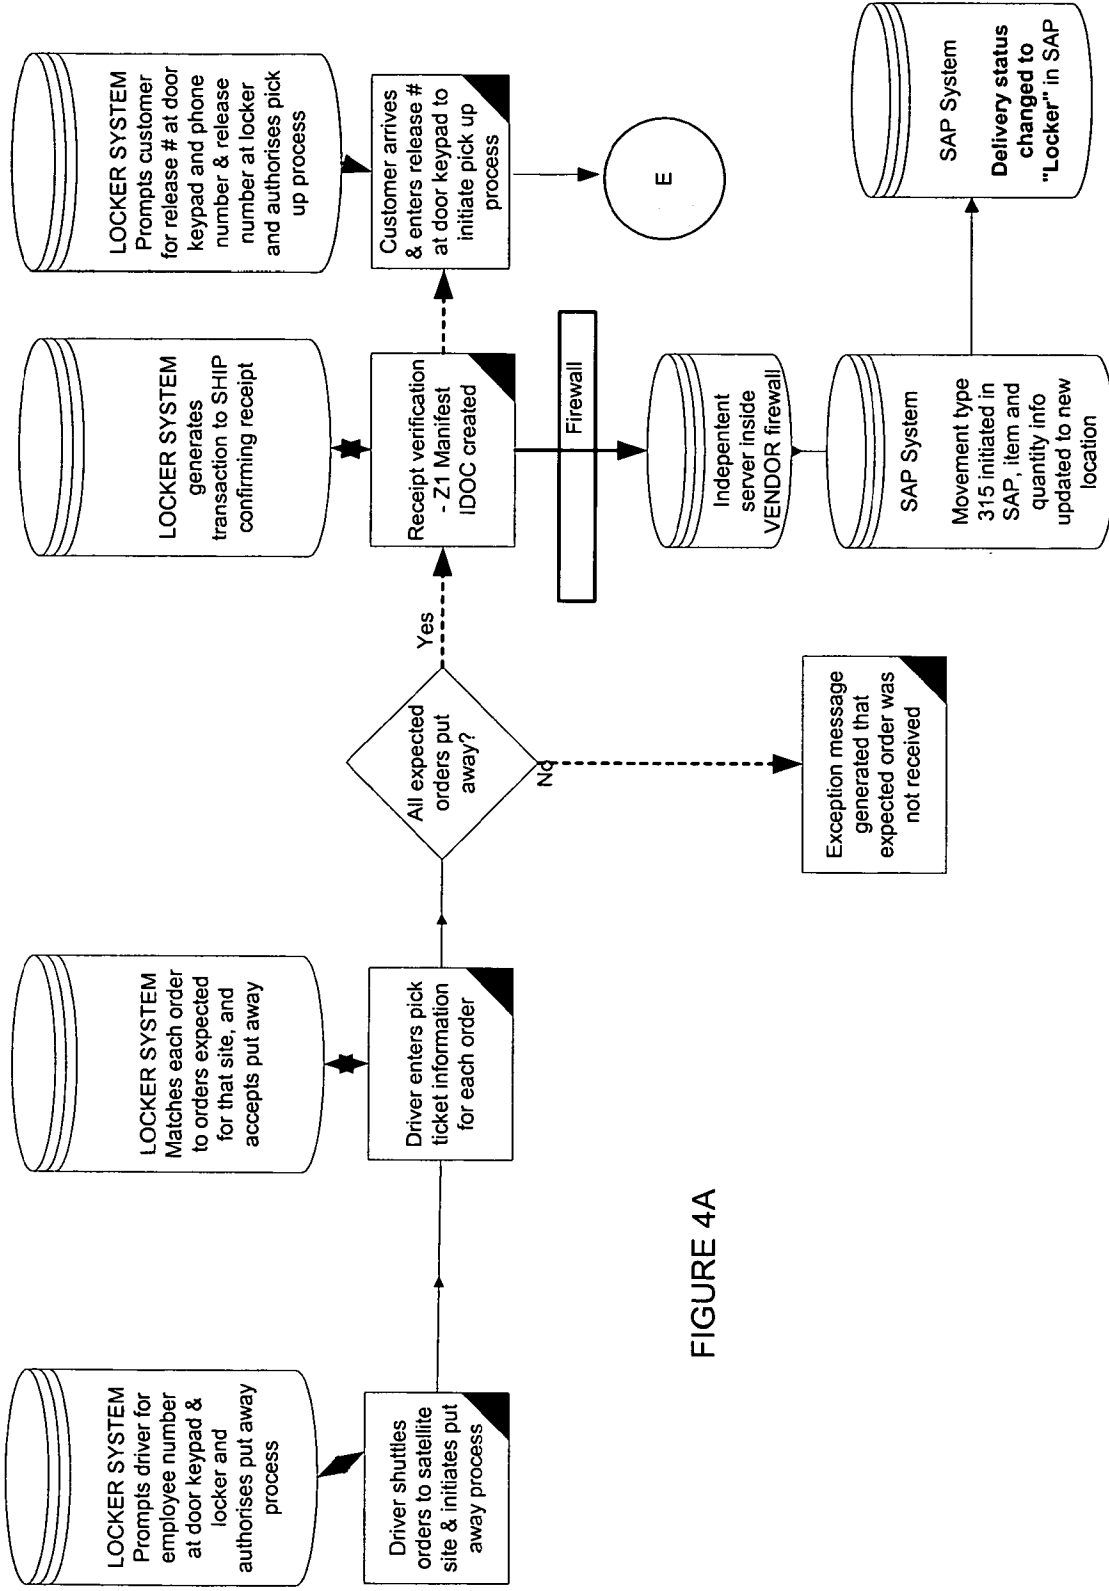 LOCKER SYSTEM
Prompts driver for
employee number
at door keypad &
locker and
authorises put away
process
Driver shuttles
orders to satellite
site & initiates put
away process
LOCKER SYSTEM
Matches each order
to orders expected
for that site, and
accepts put away
Driver enters pick
ticket information
for each order
All expected
orders put
away?
Yes
No
Exception message
generated that
expected order was
not received
LOCKER SYSTEM
generates
transaction to SHIP
confirming receipt
Receipt verification
- Z1 Manifest
IDOC created
Firewall
Indepentent
server inside
VENDOR firewall
SAP System
Movement type
315 initiated in
SAP, item and
quantity info
updated to new
location
LOCKER SYSTEM
Prompts customer
for release # at door
keypad and phone
number & release
number at locker
and authorises pick
up process
Customer arrives
& enters release #
at door keypad to
initiate pick up
process
E
SAP System
Delivery status
changed to
"Locker" in SAP
FIGURE 4A